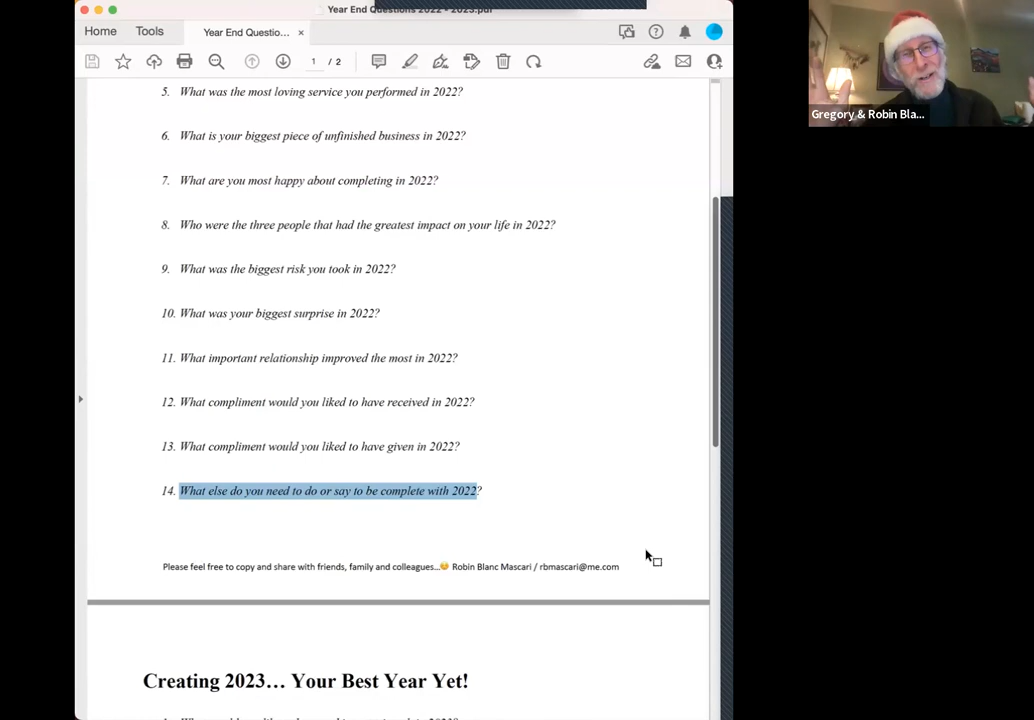 Year End Questions 2022 - 2023.pdf
Home Tools Year End Questio... ×
1 / 2
5. What was the most loving service you performed in 2022?
6. What is your biggest piece of unfinished business in 2022?
7. What are you most happy about completing in 2022?
8. Who were the three people that had the greatest impact on your life in 2022?
9. What was the biggest risk you took in 2022?
10. What was your biggest surprise in 2022?
11. What important relationship improved the most in 2022?
12. What compliment would you liked to have received in 2022?
13. What compliment would you liked to have given in 2022?
14. What else do you need to do or say to be complete with 2022?
Please feel free to copy and share with friends, family and colleagues...😊 Robin Blanc Mascari / rbmascari@me.com
Creating 2023... Your Best Year Yet!
Gregory & Robin Bla...